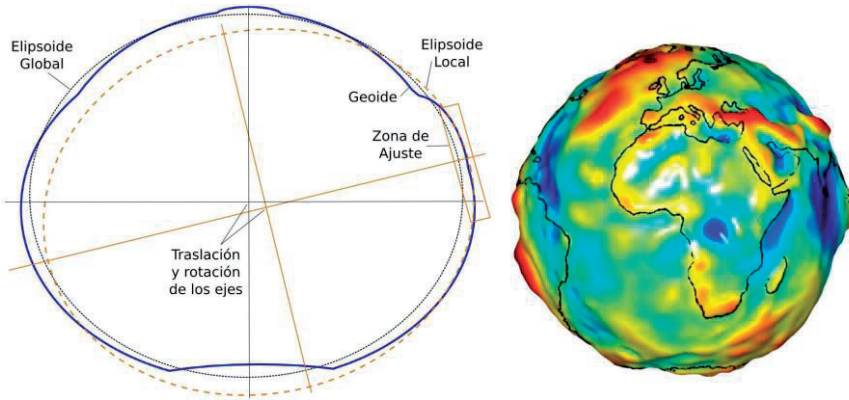 Elipsoide
Global
Elipsoide
Local
Geoide
Zona de
Ajuste
Traslación
y rotación
de los ejes